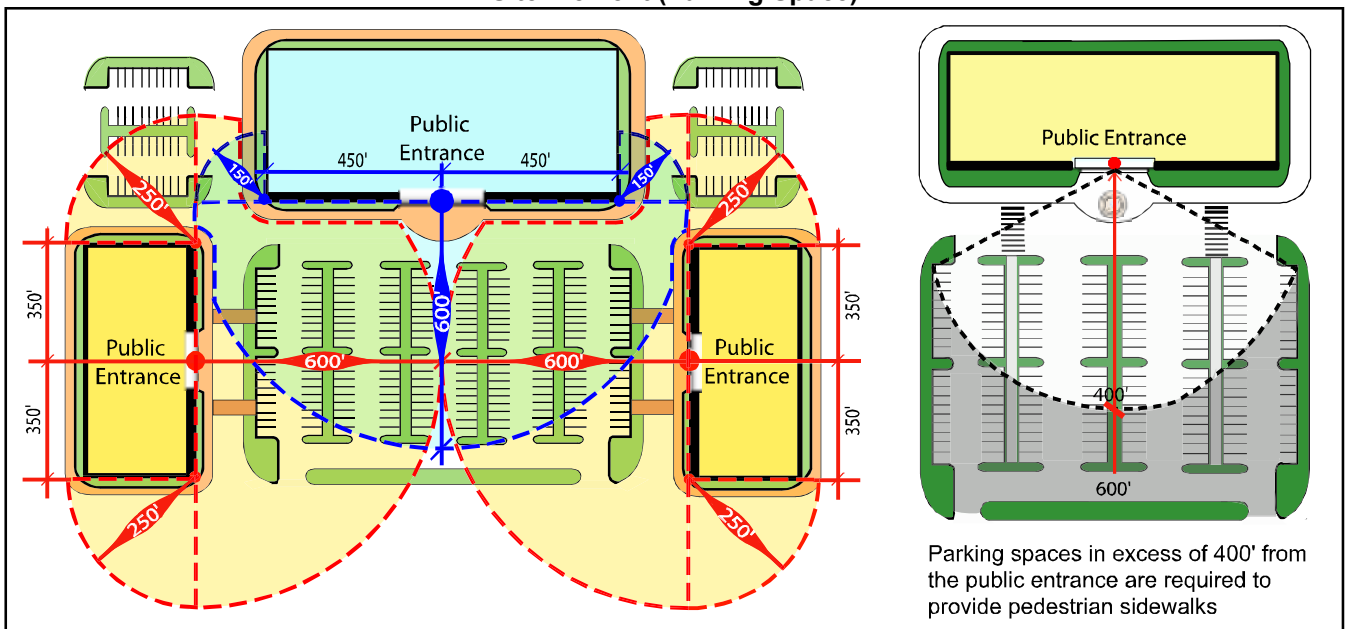 Public
Entrance
450'
450'
150'
150'
250'
250'
350'
350'
600'
Public
Entrance
600'
600'
Public
Entrance
350'
350'
250'
250'
Public Entrance
400'
600'
Parking spaces in excess of 400' from
the public entrance are required to
provide pedestrian sidewalks